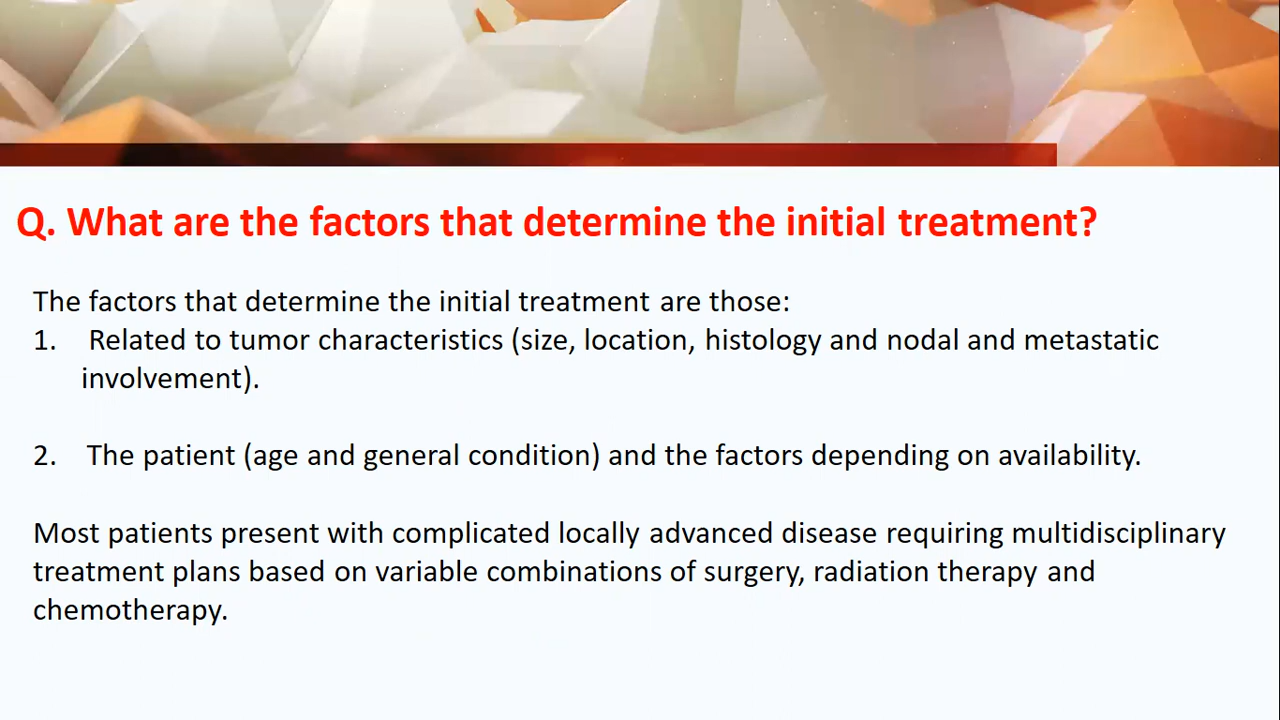 Q. What are the factors that determine the initial treatment?
The factors that determine the initial treatment are those:
1. Related to tumor characteristics (size, location, histology and nodal and metastatic
involvement).
2. The patient (age and general condition) and the factors depending on availability.
Most patients present with complicated locally advanced disease requiring multidisciplinary
treatment plans based on variable combinations of surgery, radiation therapy and
chemotherapy.